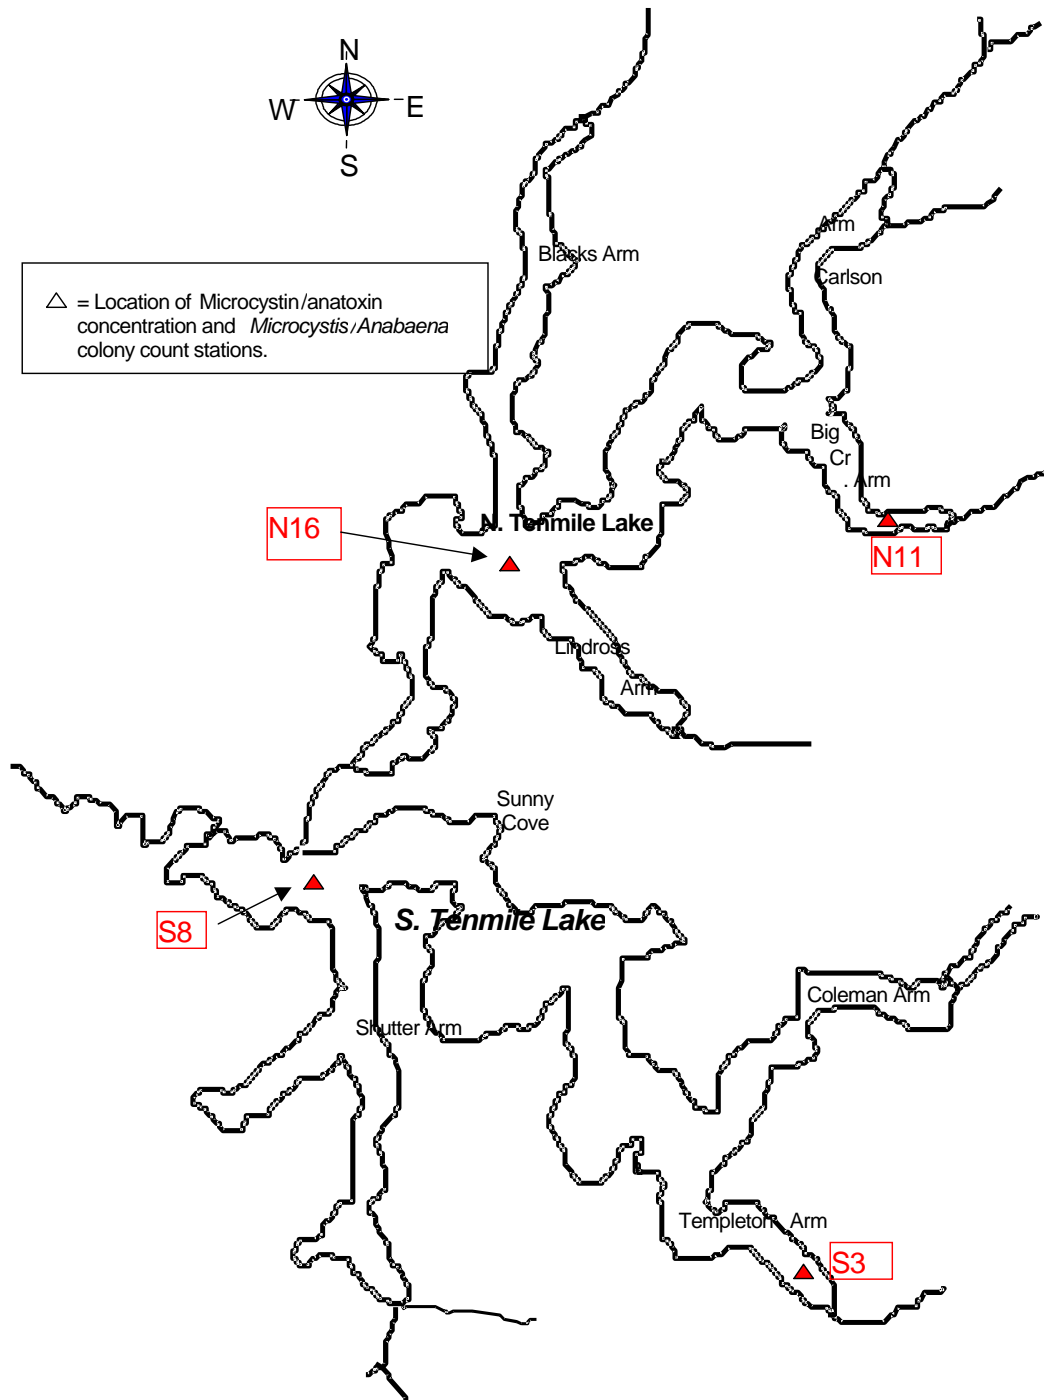 N
W E
S
Arm
Blacks Arm
Carlson
= Location of Microcystin/anatoxin
concentration and Microcystis/Anabaena
colony count stations.
Big
Cr
. Arm
N16
N. Tenmile Lake
N11
Lindross
Arm
Sunny
Cove
S8
S. Tenmile Lake
Coleman Arm
Shutter Arm
Templeton Arm
S3